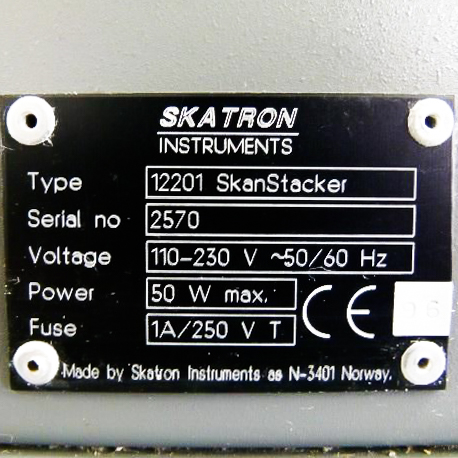 SKATRON
INSTRUMENTS
Type 12201 SkanStacker
Serial no 2570
Voltage 110-230 V ~50/60 Hz
Power 50 W max.
Fuse 1A/250 V T
CE
Made by Skatron Instruments as N-3401 Norway.